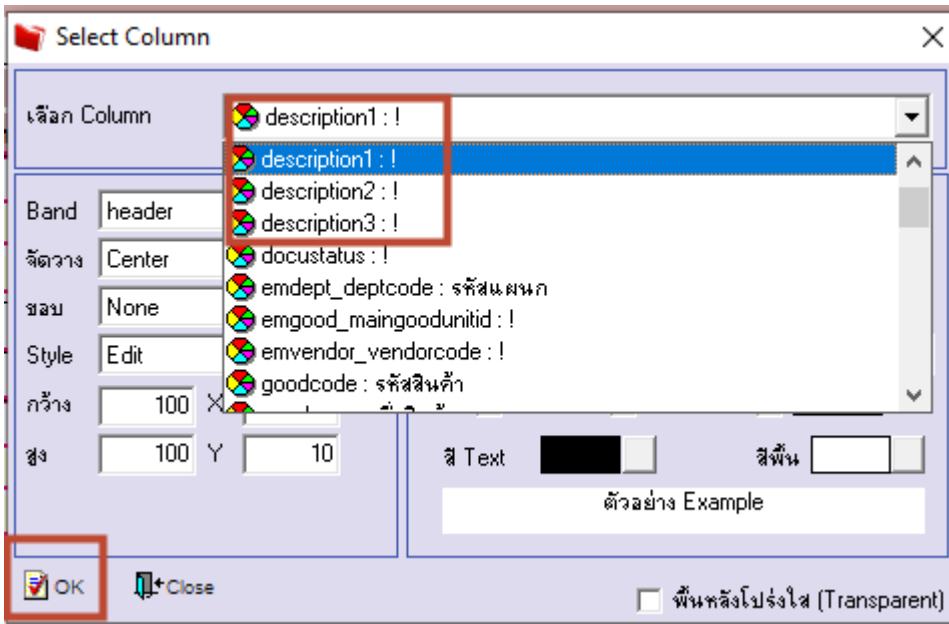 Select Column
เลือก Column
description1 : !
description1 : !
description2 : !
description3 : !
docustatus : !
emdept_deptcode : รหัสแผนก
emgood_maingoodunitid : !
emvendor_vendorcode : !
goodcode : รหัสสินค้า
Band header
จัดวาง Center
ขอบ None
Style Edit
กว้าง 100 X
สูง 100 Y 10
สี Text สีพื้น
ตัวอย่าง Example
OK Close
พื้นหลังโปร่งใส (Transparent)